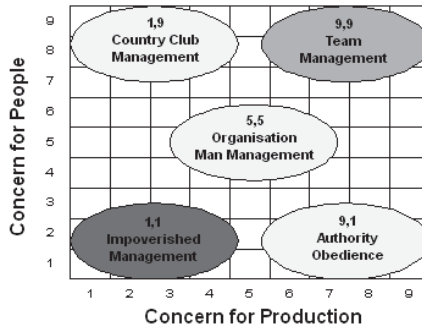 Concern for People
9
8
7
6
5
4
3
2
1
1,9
Country Club
Management
9,9
Team
Management
5,5
Organisation
Man Management
1,1
Impoverished
Management
9,1
Authority
Obedience
1 2 3 4 5 6 7 8 9
Concern for Production